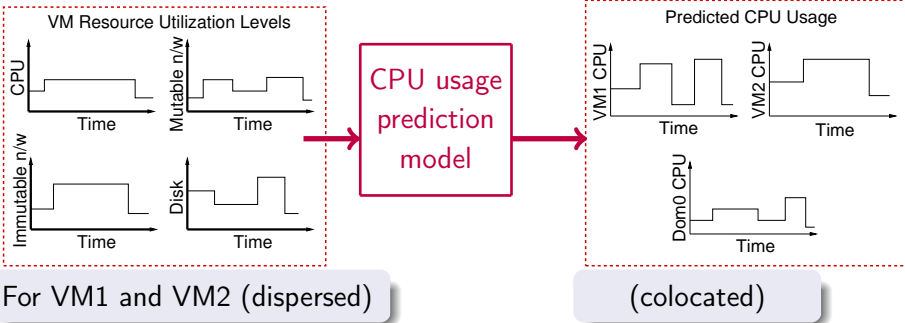 VM Resource Utilization Levels
CPU
Time
Mutable n/w
Time
Immutable n/w
Time
Disk
Time
For VM1 and VM2 (dispersed)
CPU usage
prediction
model
Predicted CPU Usage
VM1 CPU
Time
VM2 CPU
Time
Dom0 CPU
Time
(colocated)